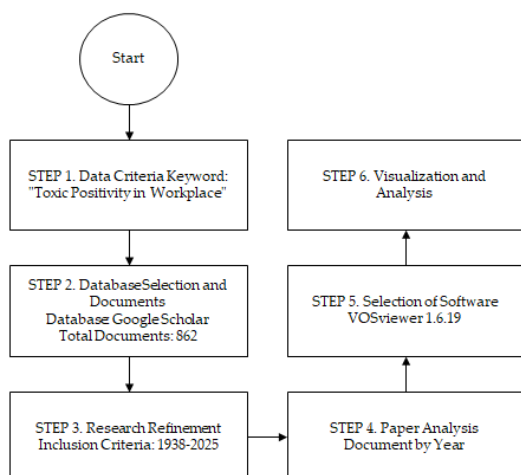 Start
STEP 1. Data Criteria Keyword:
"Toxic Positivity in Workplace"
STEP 2. DatabaseSelection and
Documents
Database Google Scholar
Total Documents: 862
STEP 3. Research Refinement
Inclusion Criteria: 1938-2025
STEP 4. Paper Analysis
Document by Year
STEP 5. Selection of Software
VOSviewer 1.6.19
STEP 6. Visualization and
Analysis